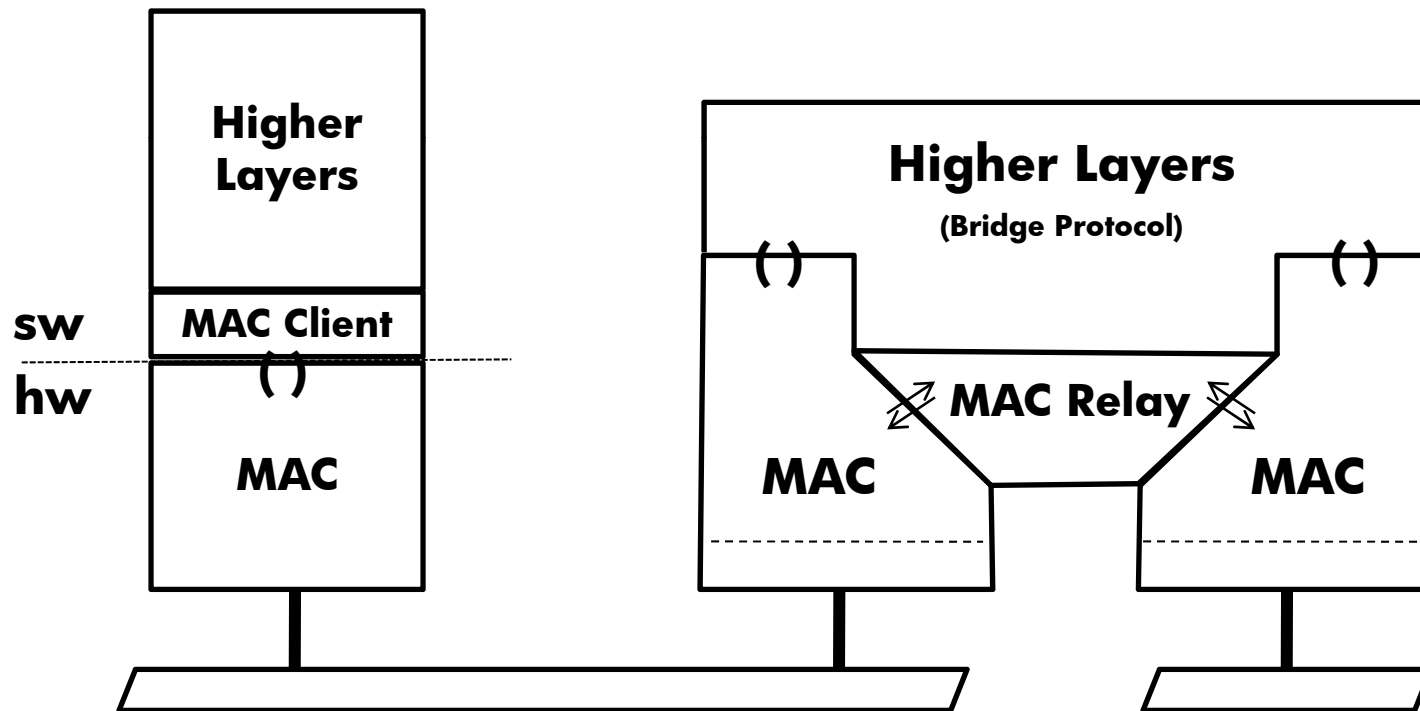 Higher
Layers
MAC Client
sw
hw
( )
MAC
Higher Layers
(Bridge Protocol)
( )
( )
MAC Relay
MAC
MAC